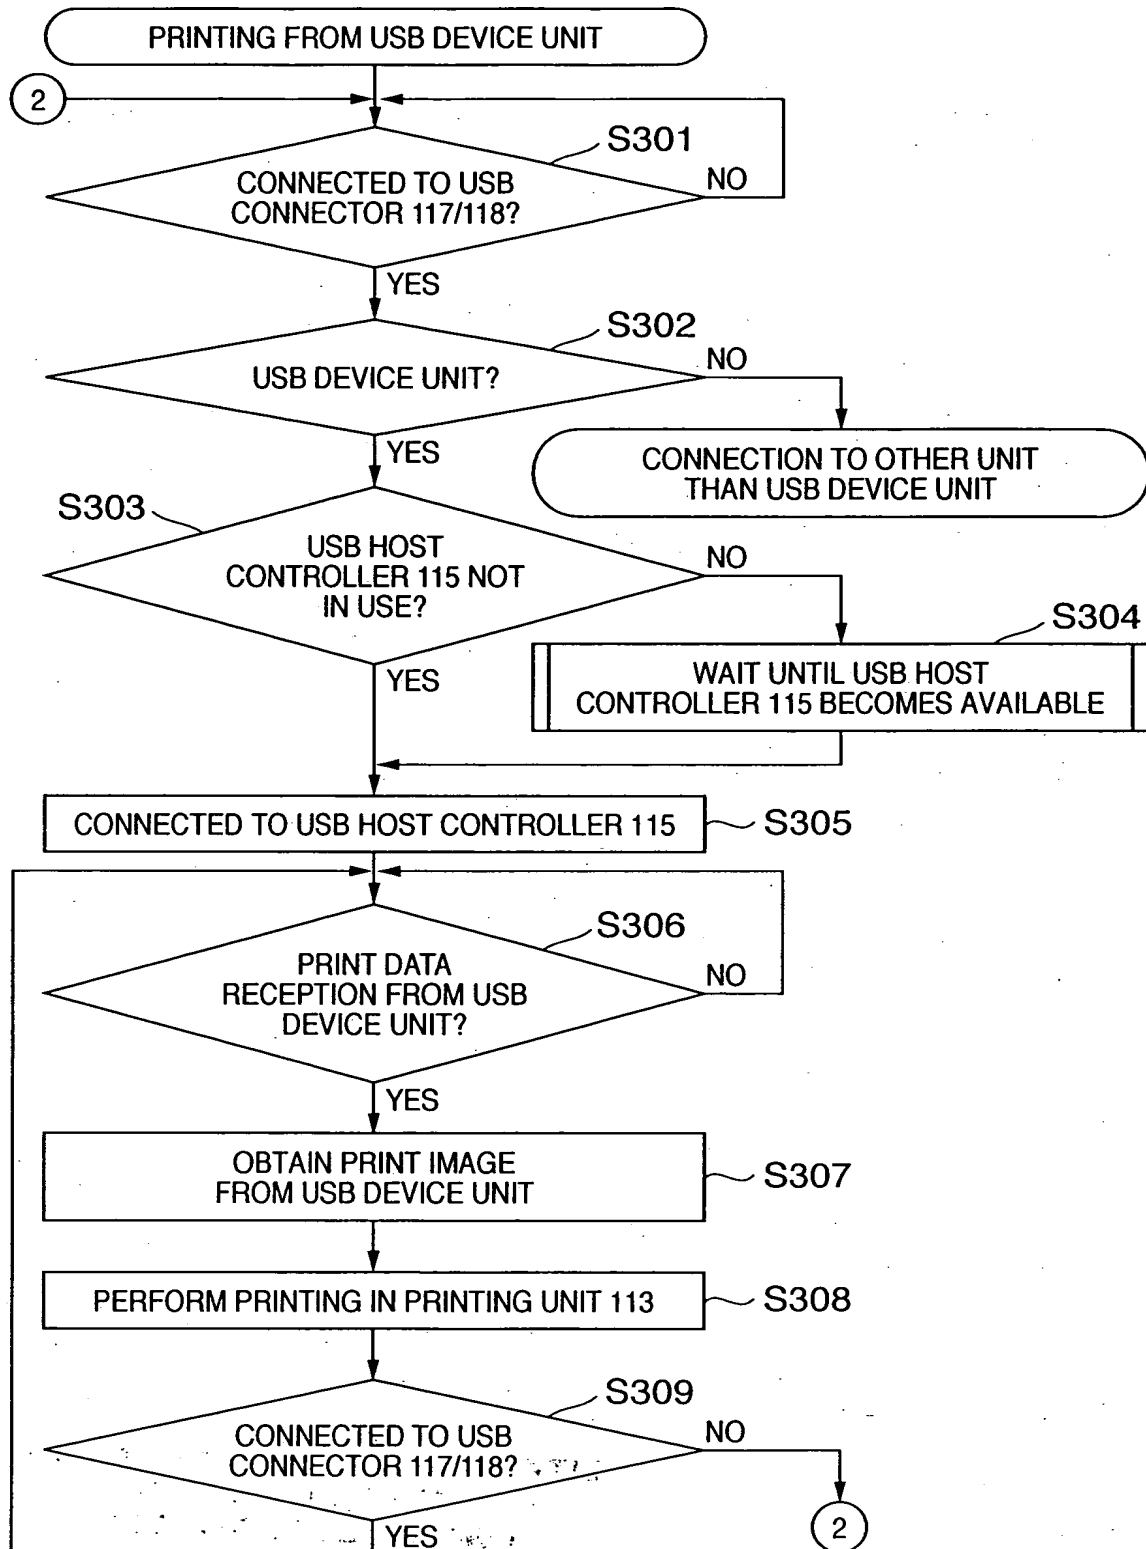 PRINTING FROM USB DEVICE UNIT
2
S301
CONNECTED TO USB
CONNECTOR 117/118?
NO
YES
S302
USB DEVICE UNIT?
NO
YES
CONNECTION TO OTHER UNIT
THAN USB DEVICE UNIT
S303
USB HOST
CONTROLLER 115 NOT
IN USE?
NO
YES
S304
WAIT UNTIL USB HOST
CONTROLLER 115 BECOMES AVAILABLE
CONNECTED TO USB HOST CONTROLLER 115
S305
S306
PRINT DATA
RECEPTION FROM USB
DEVICE UNIT?
NO
YES
OBTAIN PRINT IMAGE
FROM USB DEVICE UNIT
S307
PERFORM PRINTING IN PRINTING UNIT 113
S308
S309
CONNECTED TO USB
CONNECTOR 117/118?
NO
YES
2